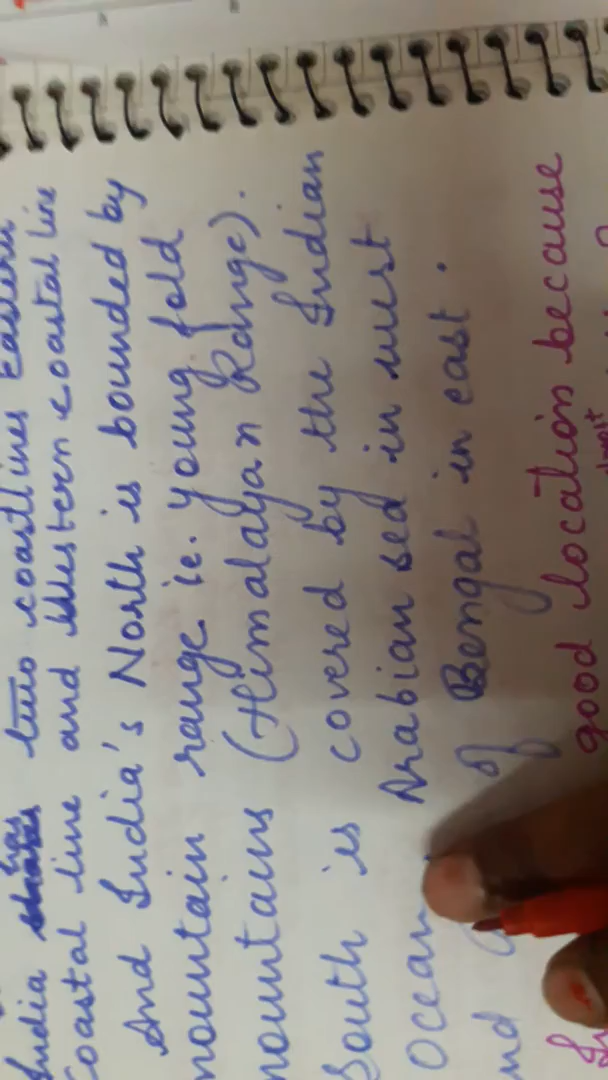 India has two coastlines Eastern
coastal line and western coastal line
And India's North is bounded by
mountain range ie. young fold
mountains (Himalayan Range).
South is covered by the Indian
Ocean Arabian sea in west
and of Bengal in east.
good location because